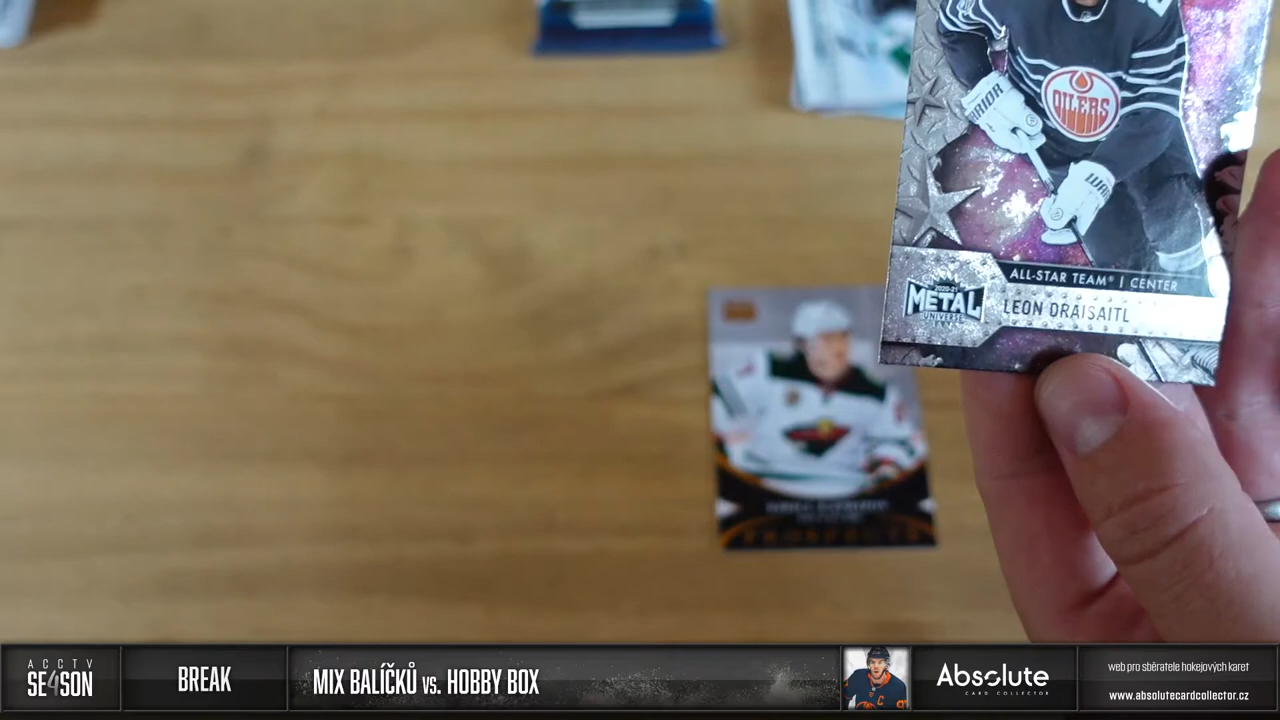 OILERS
WARRIOR
ALL-STAR TEAM® | CENTER
2020-21
METAL
UNIVERSE
LEON DRAISAITL
ACCTV
SE4SON
BREAK
MIX BALÍČKŮ vs. HOBBY BOX
Absolute
CARD COLLECTOR
web pro sběratele hokejových karet
www.absolutecardcollector.cz